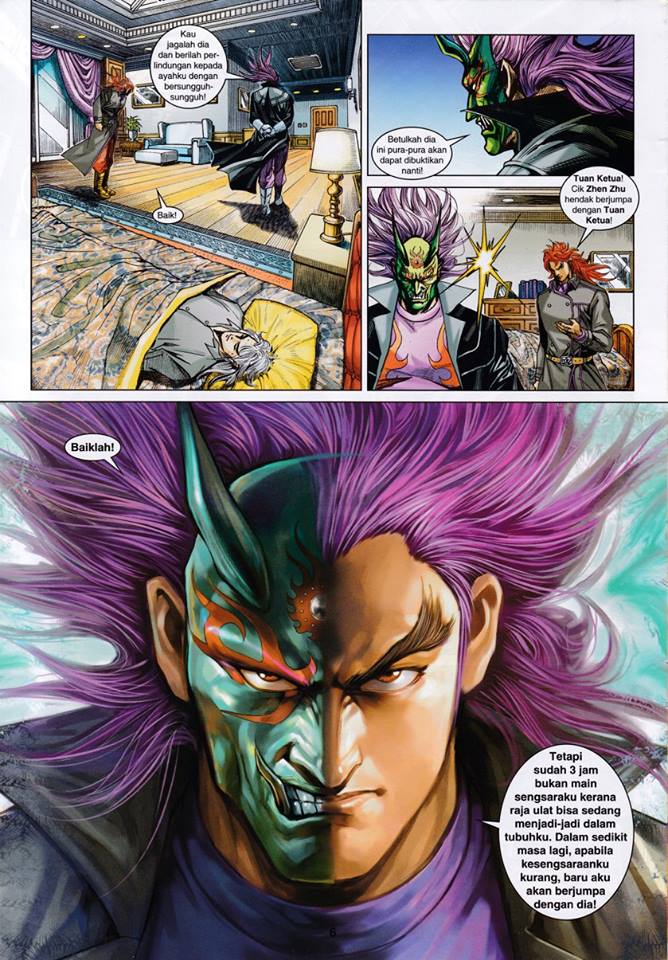 Kau
jagalah dia
dan berilah per-
lindungan kepada
ayahku dengan
bersungguh-
sungguh!
Baik!
Betulkah dia
ini pura-pura akan
dapat dibuktikan
nanti!
Tuan Ketua!
Cik Zhen Zhu
hendak berjumpa
dengan Tuan
Ketua!
Baiklah!
Tetapi
sudah 3 jam
bukan main
sengsaraku kerana
raja ulat bisa sedang
menjadi-jadi dalam
tubuhku. Dalam sedikit
masa lagi, apabila
kesengsaraanku
kurang, baru aku
akan berjumpa
dengan dia!
6